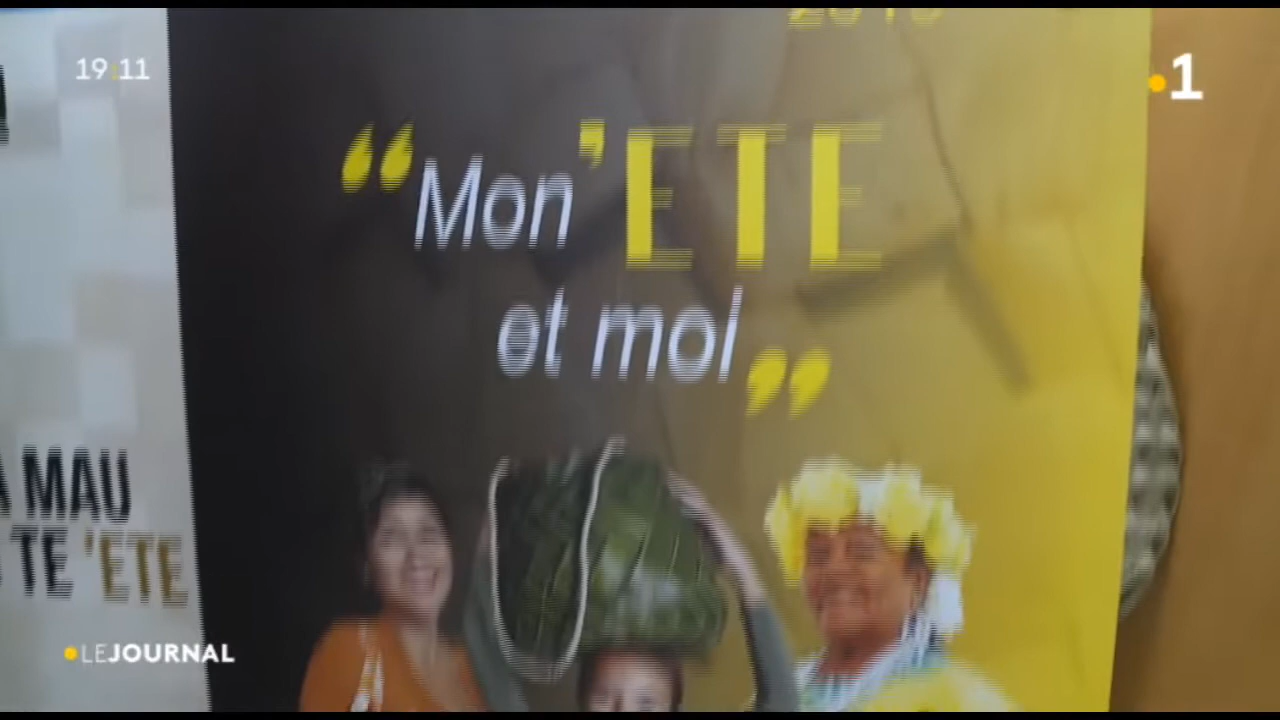 19:11
1
“Mon 'ETE
et moi”
MAU
TE 'ETE
LEJOURNAL